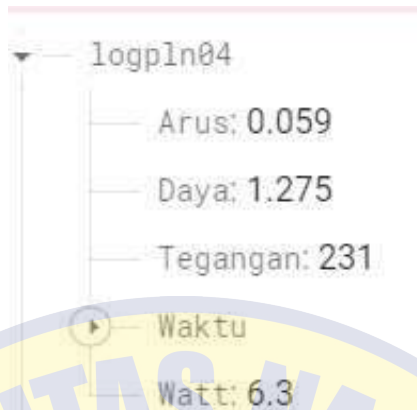 logpln04
Arus: 0.059
Daya: 1.275
Tegangan: 231
Waktu
Watt: 6.3